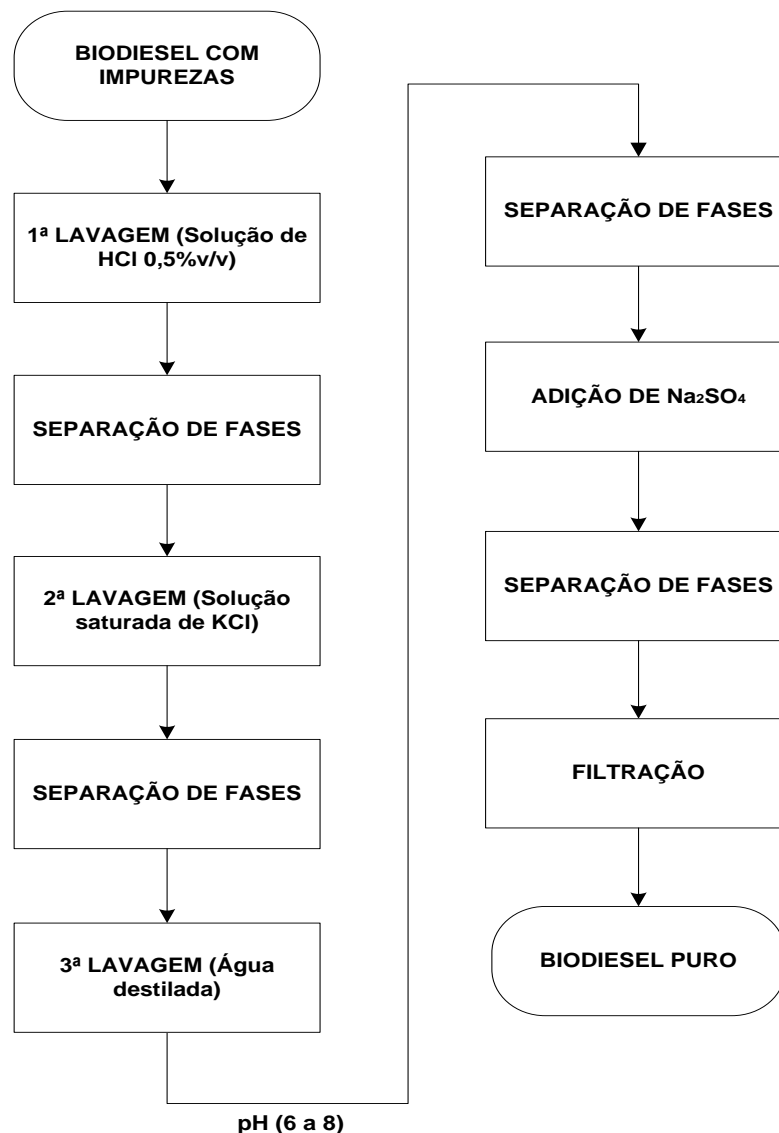 BIODIESEL COM
IMPUREZAS
1ª LAVAGEM (Solução de
HCl 0,5%v/v)
SEPARAÇÃO DE FASES
2ª LAVAGEM (Solução
saturada de KCl)
SEPARAÇÃO DE FASES
3ª LAVAGEM (Água
destilada)
pH (6 a 8)
SEPARAÇÃO DE FASES
ADIÇÃO DE Na₂SO₄
SEPARAÇÃO DE FASES
FILTRAÇÃO
BIODIESEL PURO